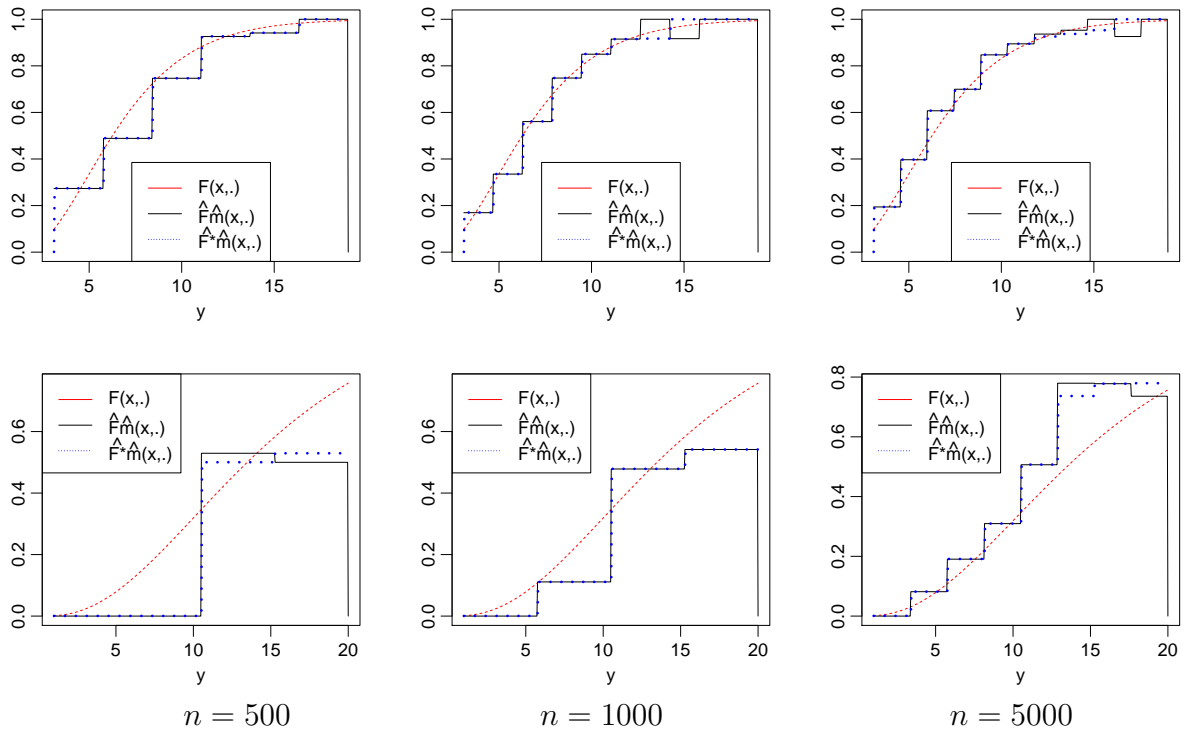 0.0 0.2 0.4 0.6 0.8 1.0
F(x,.)
F̂m̂(x,.)
F̂*m̂(x,.)
5 10 15
y
0.0 0.2 0.4 0.6 0.8 1.0
F(x,.)
F̂m̂(x,.)
F̂*m̂(x,.)
5 10 15
y
0.0 0.2 0.4 0.6 0.8 1.0
F(x,.)
F̂m̂(x,.)
F̂*m̂(x,.)
5 10 15
y
0.0 0.2 0.4 0.6
F(x,.)
F̂m̂(x,.)
F̂*m̂(x,.)
5 10 15 20
y
n = 500
0.0 0.2 0.4 0.6
F(x,.)
F̂m̂(x,.)
F̂*m̂(x,.)
5 10 15 20
y
n = 1000
0.0 0.2 0.4 0.6 0.8
F(x,.)
F̂m̂(x,.)
F̂*m̂(x,.)
5 10 15 20
y
n = 5000